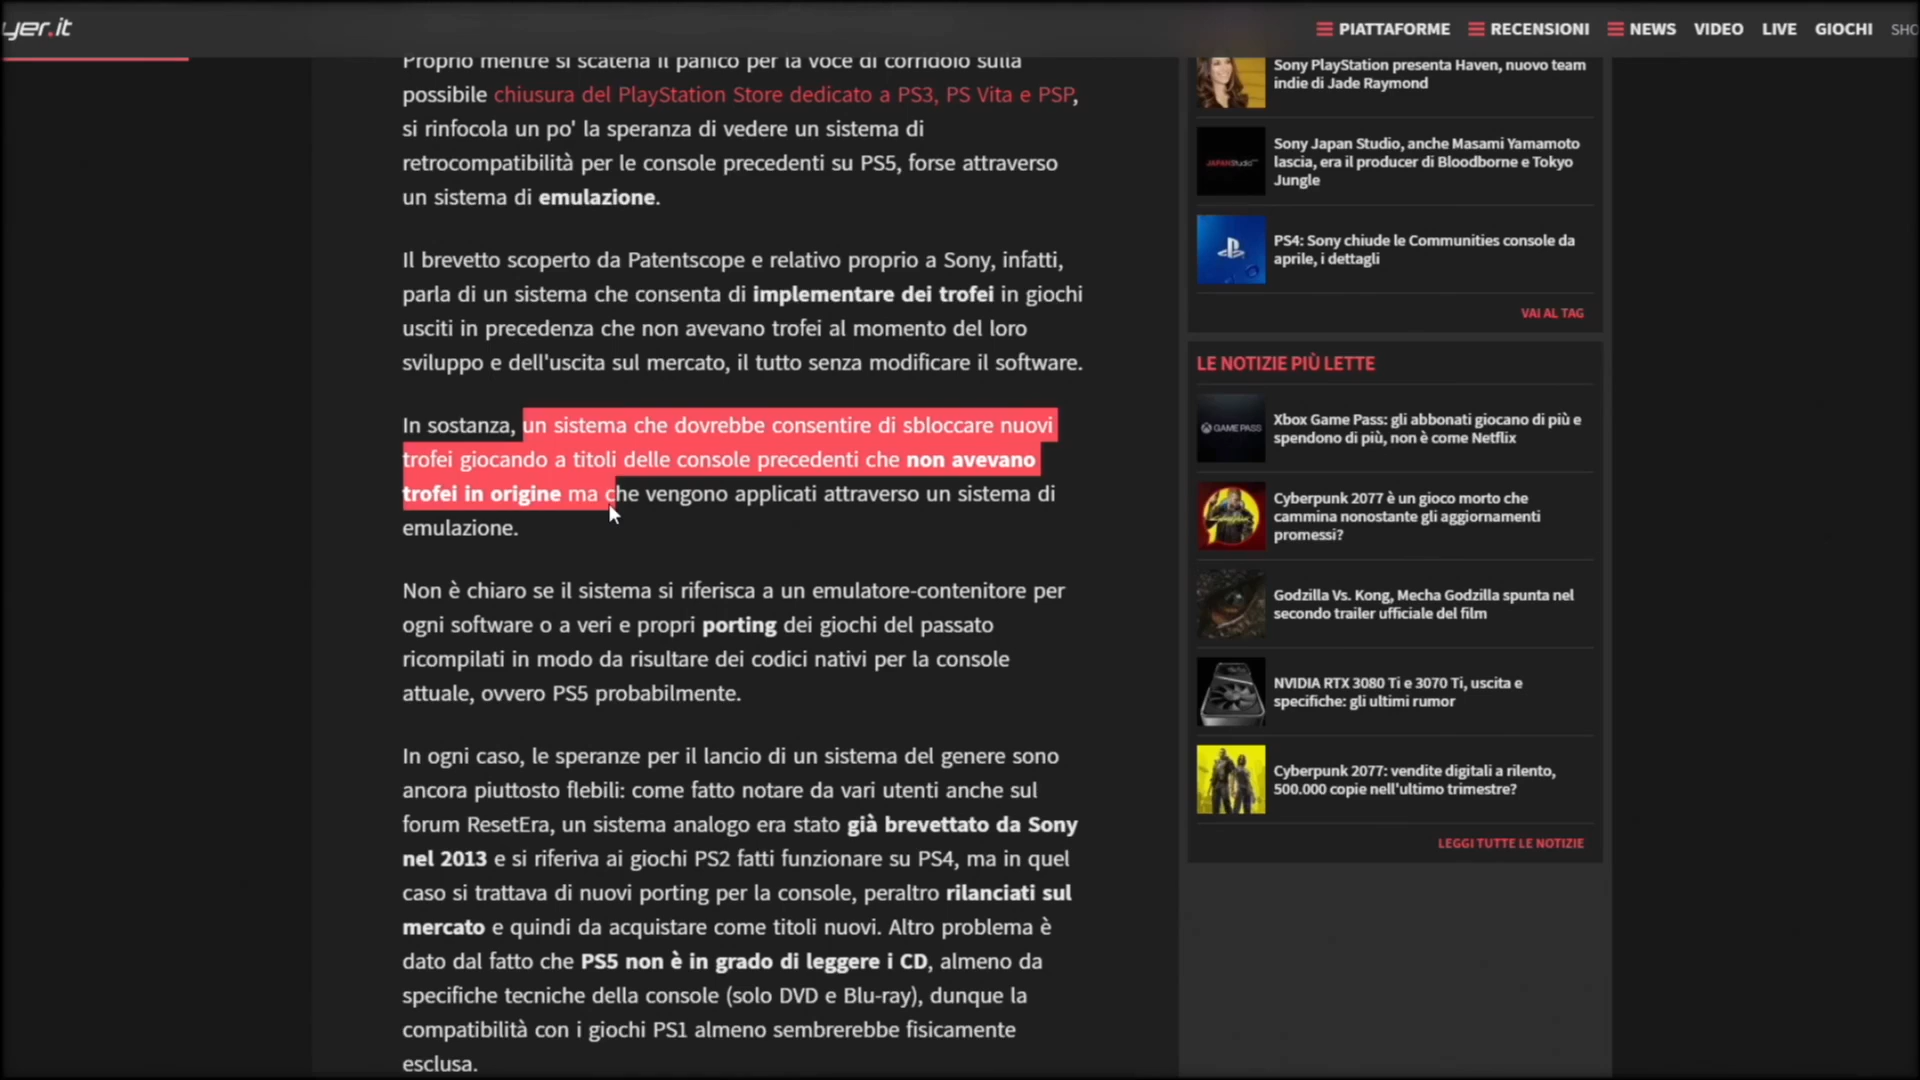 yer.it
PIATTAFORME
RECENSIONI
NEWS
VIDEO
LIVE
GIOCHI
SHO
Proprio mentre si scatena il panico per la voce di corridoio sulla
possibile chiusura del PlayStation Store dedicato a PS3, PS Vita e PSP,
si rinfocola un po' la speranza di vedere un sistema di
retrocompatibilità per le console precedenti su PS5, forse attraverso
un sistema di emulazione.
Il brevetto scoperto da Patentscope e relativo proprio a Sony, infatti,
parla di un sistema che consenta di implementare dei trofei in giochi
usciti in precedenza che non avevano trofei al momento del loro
sviluppo e dell'uscita sul mercato, il tutto senza modificare il software.
In sostanza, un sistema che dovrebbe consentire di sbloccare nuovi
trofei giocando a titoli delle console precedenti che non avevano
trofei in origine ma che vengono applicati attraverso un sistema di
emulazione.
Non è chiaro se il sistema si riferisca a un emulatore-contenitore per
ogni software o a veri e propri porting dei giochi del passato
ricompilati in modo da risultare dei codici nativi per la console
attuale, ovvero PS5 probabilmente.
In ogni caso, le speranze per il lancio di un sistema del genere sono
ancora piuttosto flebili: come fatto notare da vari utenti anche sul
forum ResetEra, un sistema analogo era stato già brevettato da Sony
nel 2013 e si riferiva ai giochi PS2 fatti funzionare su PS4, ma in quel
caso si trattava di nuovi porting per la console, peraltro rilanciati sul
mercato e quindi da acquistare come titoli nuovi. Altro problema è
dato dal fatto che PS5 non è in grado di leggere i CD, almeno da
specifiche tecniche della console (solo DVD e Blu-ray), dunque la
compatibilità con i giochi PS1 almeno sembrerebbe fisicamente
esclusa.
Sony PlayStation presenta Haven, nuovo team
indie di Jade Raymond
JAPANStudio
Sony Japan Studio, anche Masami Yamamoto
lascia, era il producer di Bloodborne e Tokyo
Jungle
PS4: Sony chiude le Communities console da
aprile, i dettagli
VAI AL TAG
LE NOTIZIE PIÙ LETTE
GAME PASS
Xbox Game Pass: gli abbonati giocano di più e
spendono di più, non è come Netflix
Cyberpunk 2077 è un gioco morto che
cammina nonostante gli aggiornamenti
promessi?
Godzilla Vs. Kong, Mecha Godzilla spunta nel
secondo trailer ufficiale del film
NVIDIA RTX 3080 Ti e 3070 Ti, uscita e
specifiche: gli ultimi rumor
Cyberpunk 2077: vendite digitali a rilento,
500.000 copie nell'ultimo trimestre?
LEGGI TUTTE LE NOTIZIE